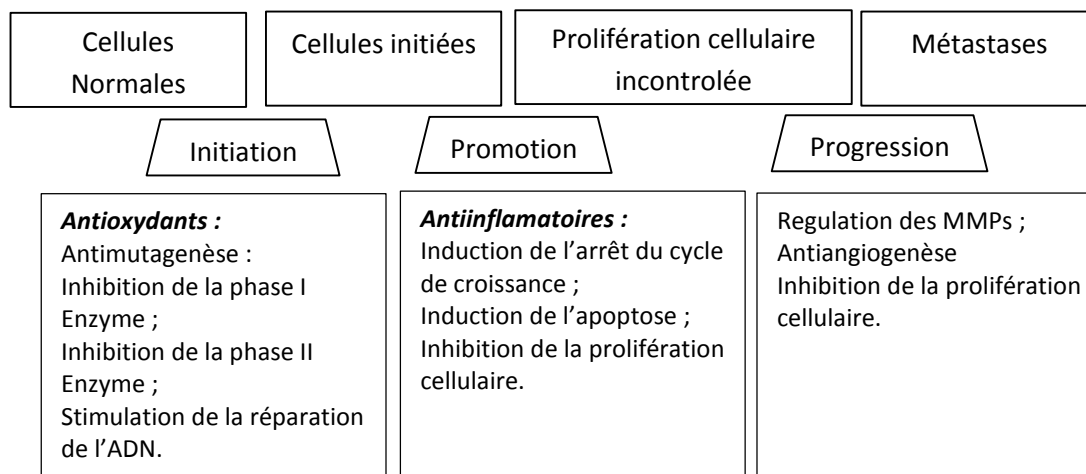 Cellules
Normales
Cellules initiées
Prolifération cellulaire
incontrolée
Métastases
Initiation
Promotion
Progression
Antioxydants :
Antimutagenèse :
Inhibition de la phase I
Enzyme ;
Inhibition de la phase II
Enzyme ;
Stimulation de la réparation
de l’ADN.
Antiinflamatoires :
Induction de l’arrêt du cycle
de croissance ;
Induction de l’apoptose ;
Inhibition de la prolifération
cellulaire.
Regulation des MMPs ;
Antiangiogenèse
Inhibition de la prolifération
cellulaire.